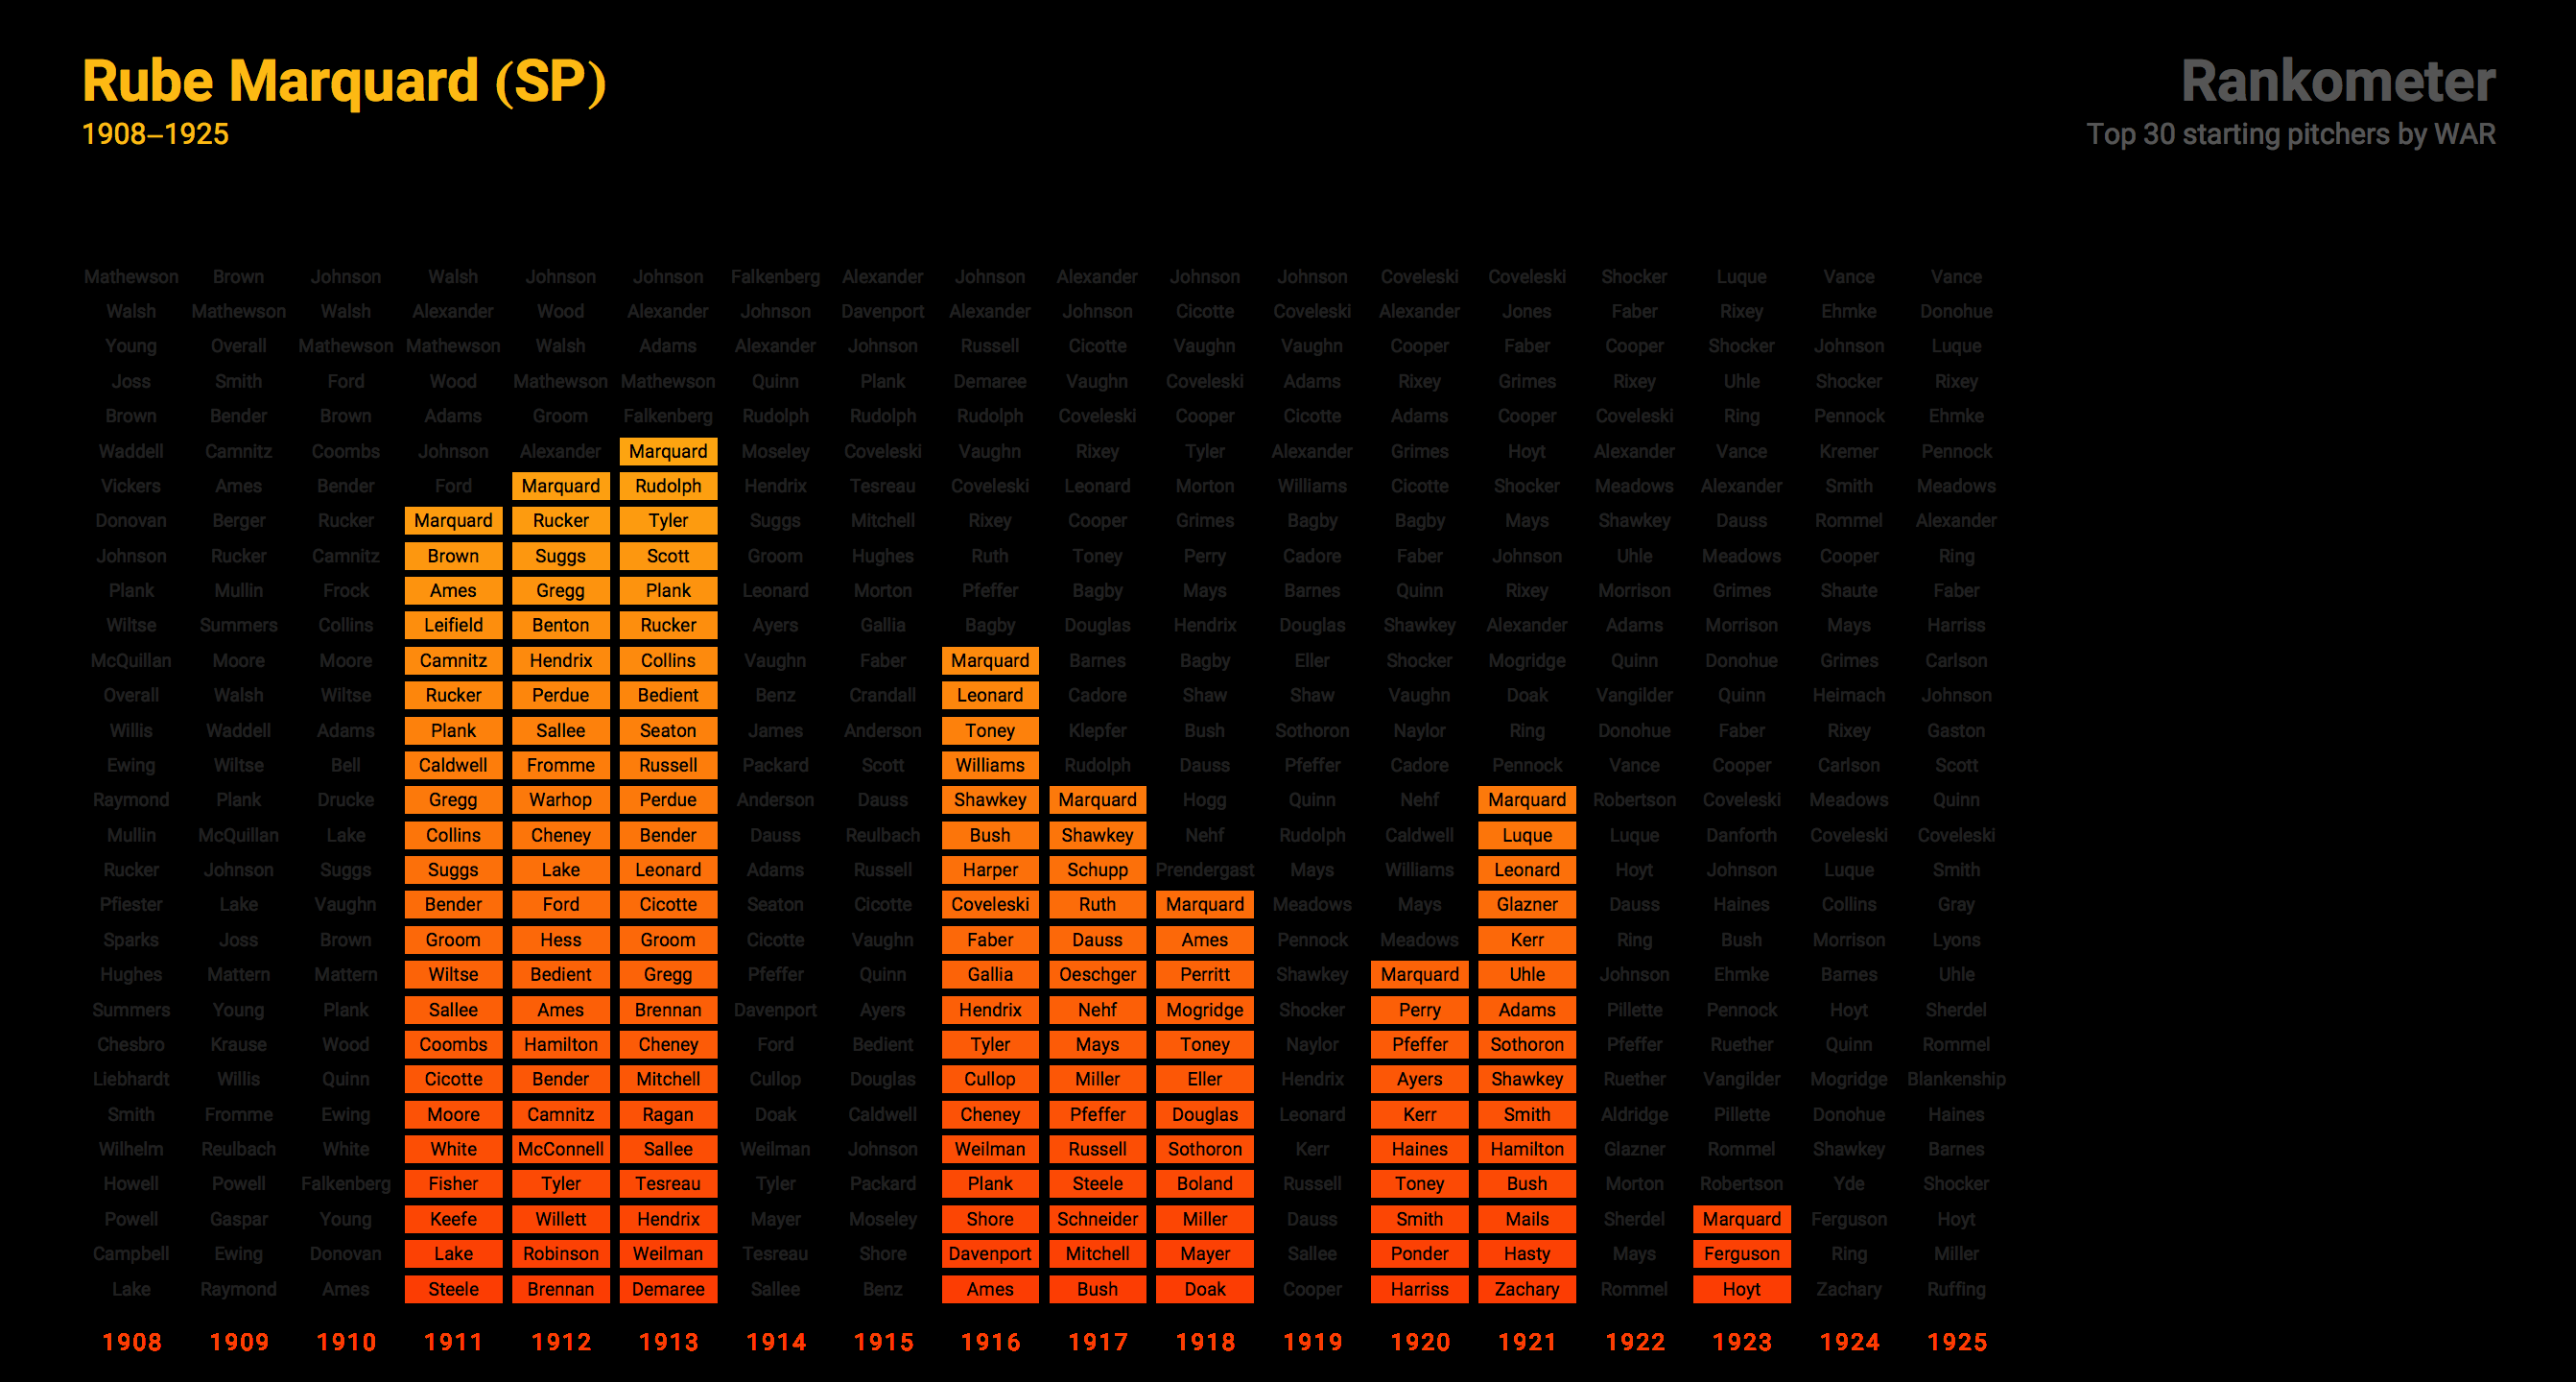 Rube Marquard (SP)
1908–1925
Rankometer
Top 30 starting pitchers by WAR
Mathewson Brown Johnson Walsh Johnson Johnson Falkenberg Alexander Johnson Alexander Johnson Johnson Coveleski Coveleski Shocker Luque Vance Vance
Walsh Mathewson Walsh Alexander Wood Alexander Johnson Davenport Alexander Johnson Cicotte Coveleski Alexander Jones Faber Rixey Ehmke Donohue
Young Overall Mathewson Mathewson Walsh Adams Alexander Johnson Russell Cicotte Vaughn Vaughn Cooper Faber Cooper Shocker Johnson Luque
Joss Smith Ford Wood Mathewson Mathewson Quinn Plank Demaree Vaughn Coveleski Adams Rixey Grimes Rixey Uhle Shocker Rixey
Brown Bender Brown Adams Groom Falkenberg Rudolph Rudolph Rudolph Coveleski Cooper Cicotte Adams Cooper Coveleski Ring Pennock Ehmke
Waddell Camnitz Coombs Johnson Alexander Marquard Moseley Coveleski Vaughn Rixey Tyler Alexander Grimes Hoyt Alexander Vance Kremer Pennock
Vickers Ames Bender Ford Marquard Rudolph Hendrix Tesreau Coveleski Leonard Morton Williams Cicotte Shocker Meadows Alexander Smith Meadows
Donovan Berger Rucker Marquard Rucker Tyler Suggs Mitchell Rixey Cooper Grimes Bagby Bagby Mays Shawkey Dauss Rommel Alexander
Johnson Rucker Camnitz Brown Suggs Scott Groom Hughes Ruth Toney Perry Cadore Faber Johnson Uhle Meadows Cooper Ring
Plank Mullin Frock Ames Gregg Plank Leonard Morton Pfeffer Bagby Mays Barnes Quinn Rixey Morrison Grimes Shaute Faber
Wiltse Summers Collins Leifield Benton Rucker Ayers Gallia Bagby Douglas Hendrix Douglas Shawkey Alexander Adams Morrison Mays Harriss
McQuillan Moore Moore Camnitz Hendrix Collins Vaughn Faber Marquard Barnes Bagby Eller Shocker Mogridge Quinn Donohue Grimes Carlson
Overall Walsh Wiltse Rucker Perdue Bedient Benz Crandall Leonard Cadore Shaw Shaw Vaughn Doak Vangilder Quinn Heimach Johnson
Willis Waddell Adams Plank Sallee Seaton James Anderson Toney Klepfer Bush Sothoron Naylor Ring Donohue Faber Rixey Gaston
Ewing Wiltse Bell Caldwell Fromme Russell Packard Scott Williams Rudolph Dauss Pfeffer Cadore Pennock Vance Cooper Carlson Scott
Raymond Plank Drucke Gregg Warhop Perdue Anderson Dauss Shawkey Marquard Hogg Quinn Nehf Marquard Robertson Coveleski Meadows Quinn
Mullin McQuillan Lake Collins Cheney Bender Dauss Reulbach Bush Shawkey Nehf Rudolph Caldwell Luque Luque Danforth Coveleski Coveleski
Rucker Johnson Suggs Suggs Lake Leonard Adams Russell Harper Schupp Prendergast Mays Williams Leonard Hoyt Johnson Luque Smith
Pfiester Lake Vaughn Bender Ford Cicotte Seaton Cicotte Coveleski Ruth Marquard Meadows Mays Glazner Dauss Haines Collins Gray
Sparks Joss Brown Groom Hess Groom Cicotte Vaughn Faber Dauss Ames Pennock Meadows Kerr Ring Bush Morrison Lyons
Hughes Mattern Mattern Wiltse Bedient Gregg Pfeffer Quinn Gallia Oeschger Perritt Shawkey Marquard Uhle Johnson Ehmke Barnes Uhle
Summers Young Plank Sallee Ames Brennan Davenport Ayers Hendrix Nehf Mogridge Shocker Perry Adams Pillette Pennock Hoyt Sherdel
Chesbro Krause Wood Coombs Hamilton Cheney Ford Bedient Tyler Mays Toney Naylor Pfeffer Sothoron Pfeffer Ruether Quinn Rommel
Liebhardt Willis Quinn Cicotte Bender Mitchell Cullop Douglas Cullop Miller Eller Hendrix Ayers Shawkey Ruether Vangilder Mogridge Blankenship
Smith Fromme Ewing Moore Camnitz Ragan Doak Caldwell Cheney Pfeffer Douglas Leonard Kerr Smith Aldridge Pillette Donohue Haines
Wilhelm Reulbach White White McConnell Sallee Weilman Johnson Weilman Russell Sothoron Kerr Haines Hamilton Glazner Rommel Shawkey Barnes
Howell Powell Falkenberg Fisher Tyler Tesreau Tyler Packard Plank Steele Boland Russell Toney Bush Morton Robertson Yde Shocker
Powell Gaspar Young Keefe Willett Hendrix Mayer Moseley Shore Schneider Miller Dauss Smith Mails Sherdel Marquard Ferguson Hoyt
Campbell Ewing Donovan Lake Robinson Weilman Tesreau Shore Davenport Mitchell Mayer Sallee Ponder Hasty Mays Ferguson Ring Miller
Lake Raymond Ames Steele Brennan Demaree Sallee Benz Ames Bush Doak Cooper Harriss Zachary Rommel Hoyt Zachary Ruffing
1908 1909 1910 1911 1912 1913 1914 1915 1916 1917 1918 1919 1920 1921 1922 1923 1924 1925